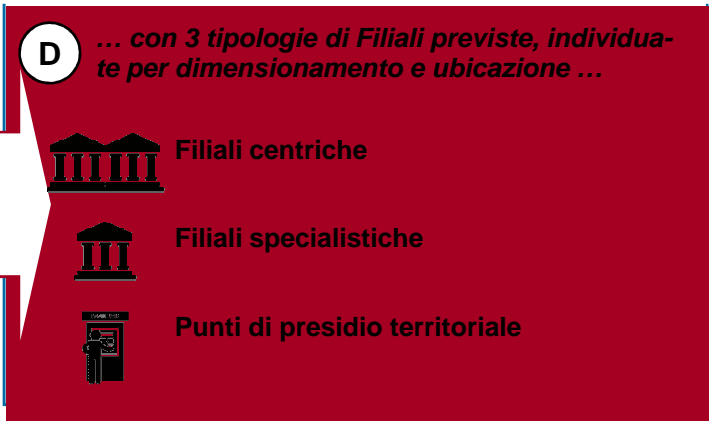 D
… con 3 tipologie di Filiali previste, individua-
te per dimensionamento e ubicazione …
Filiali centriche
Filiali specialistiche
Punti di presidio territoriale